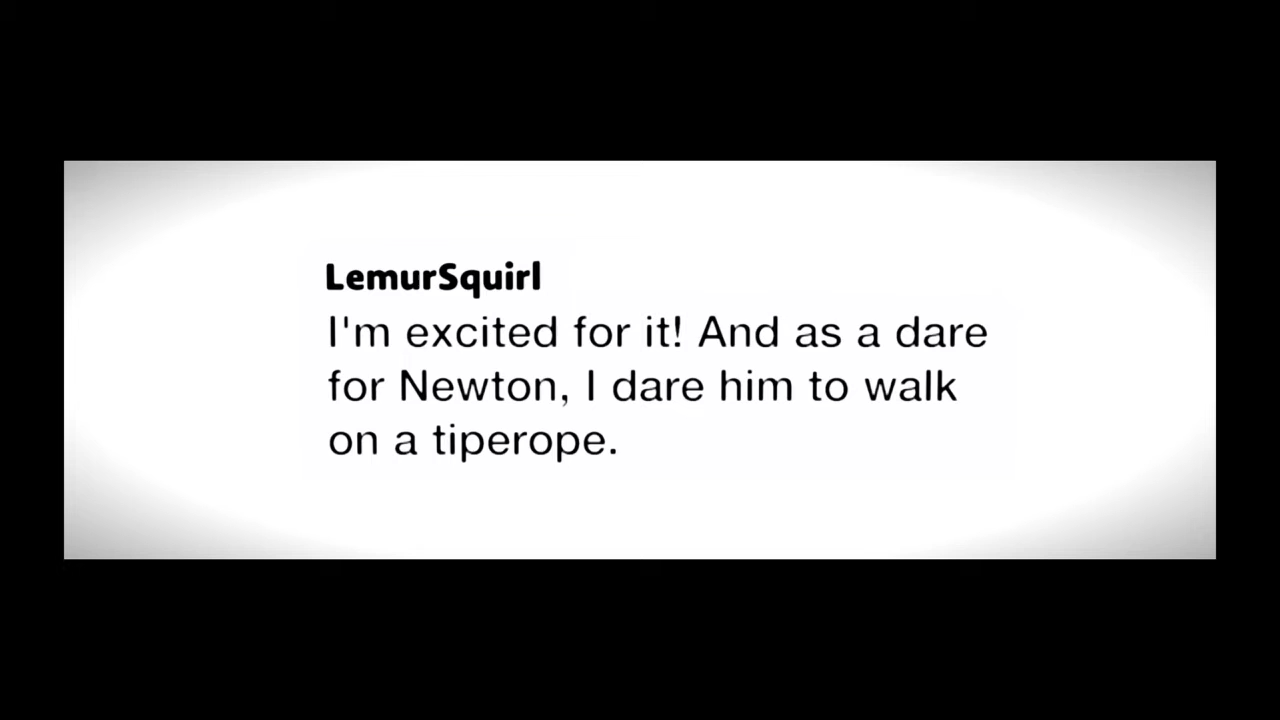 LemurSquirl
I'm excited for it! And as a dare
for Newton, I dare him to walk
on a tiperope.